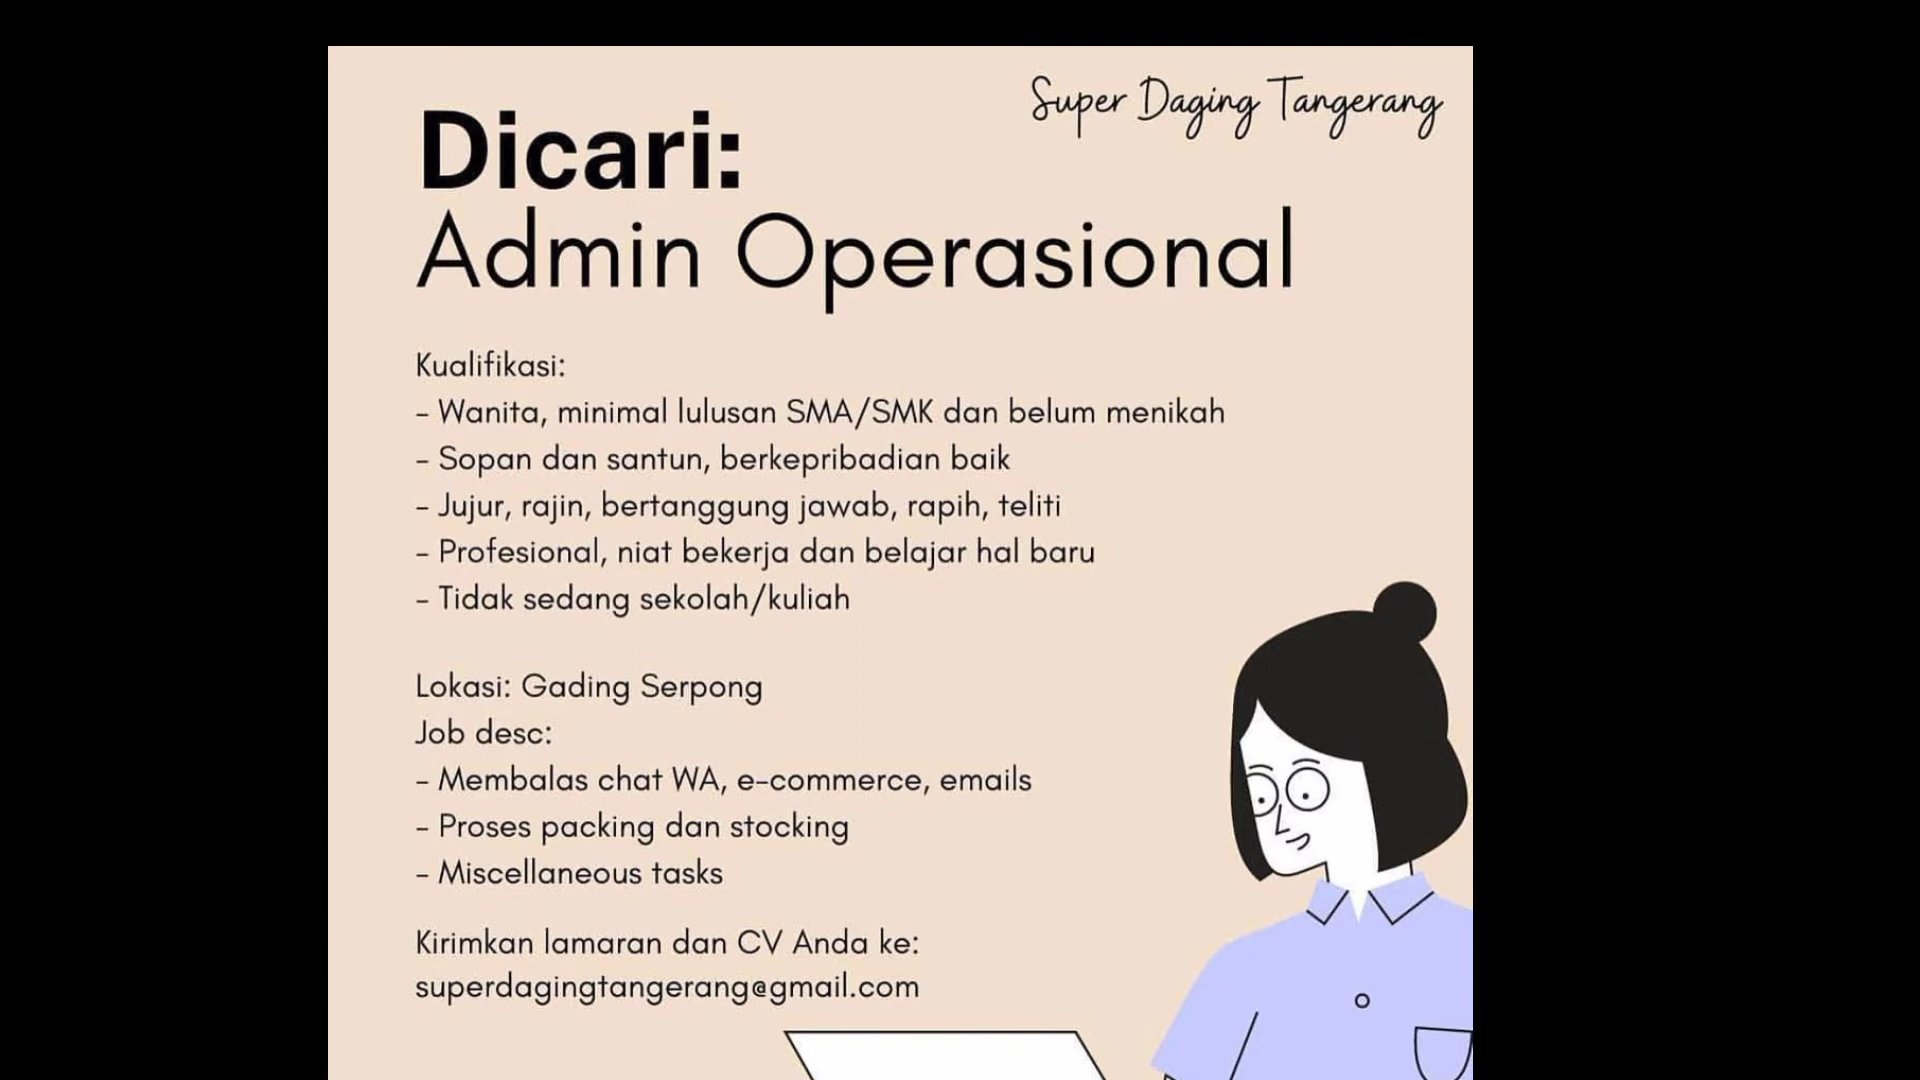 Super Daging Tangerang
Dicari:
Admin Operasional
Kualifikasi:
- Wanita, minimal lulusan SMA/SMK dan belum menikah
- Sopan dan santun, berkepribadian baik
- Jujur, rajin, bertanggung jawab, rapih, teliti
- Profesional, niat bekerja dan belajar hal baru
- Tidak sedang sekolah/kuliah
Lokasi: Gading Serpong
Job desc:
- Membalas chat WA, e-commerce, emails
- Proses packing dan stocking
- Miscellaneous tasks
Kirimkan lamaran dan CV Anda ke:
superdagingtangerang@gmail.com